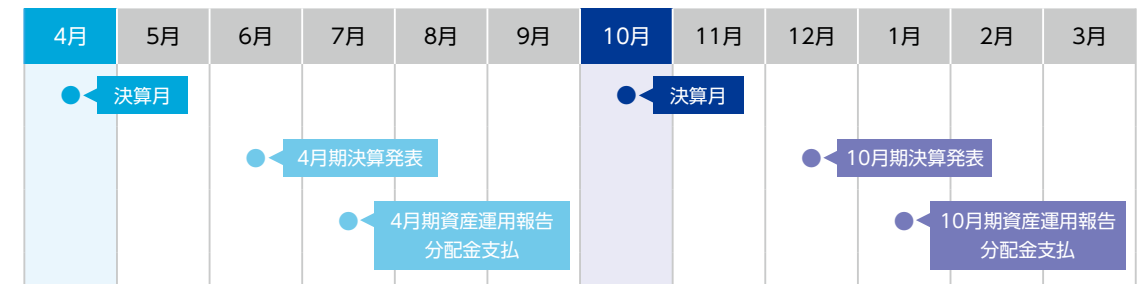 4月 5月 6月 7月 8月 9月 10月 11月 12月 1月 2月 3月
決算月 決算月
4月期決算発表 10月期決算発表
4月期資産運用報告 10月期資産運用報告
分配金支払 分配金支払